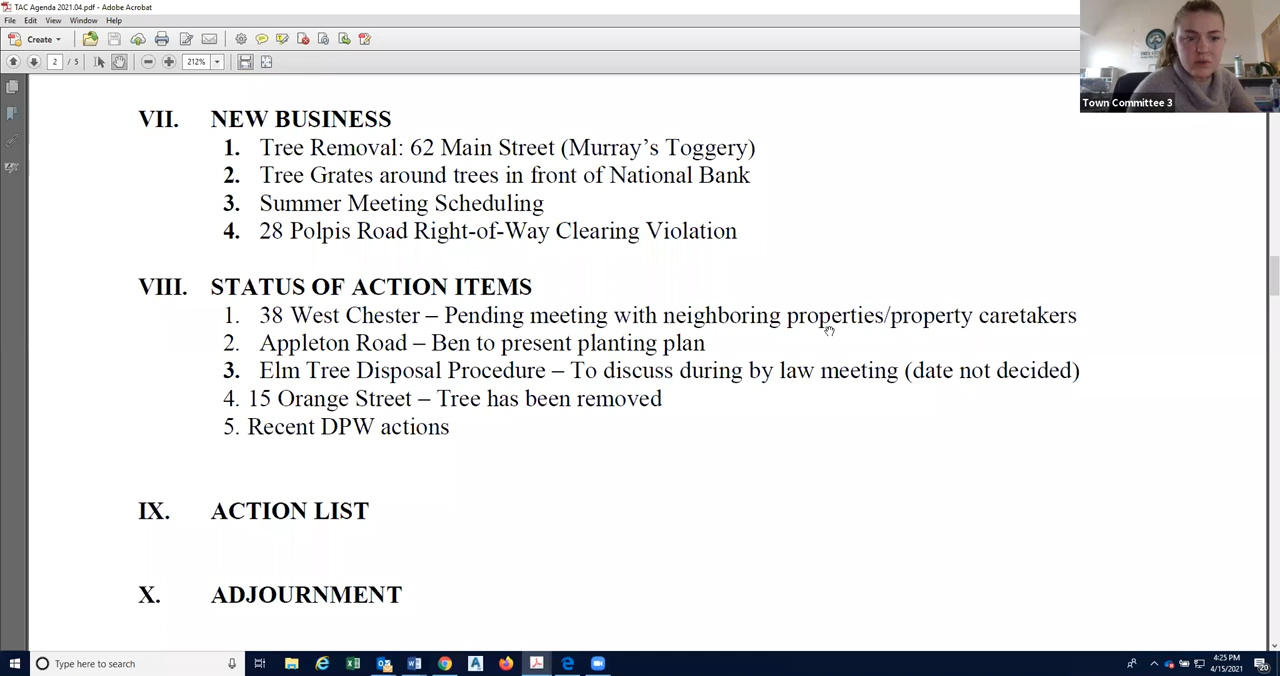 TAC Agenda 2021.04.pdf - Adobe Acrobat
File Edit View Window Help
Create
2 / 5 212%
Town Committee 3
VII. NEW BUSINESS
1. Tree Removal: 62 Main Street (Murray’s Toggery)
2. Tree Grates around trees in front of National Bank
3. Summer Meeting Scheduling
4. 28 Polpis Road Right-of-Way Clearing Violation
VIII. STATUS OF ACTION ITEMS
1. 38 West Chester – Pending meeting with neighboring properties/property caretakers
2. Appleton Road – Ben to present planting plan
3. Elm Tree Disposal Procedure – To discuss during by law meeting (date not decided)
4. 15 Orange Street – Tree has been removed
5. Recent DPW actions
IX. ACTION LIST
X. ADJOURNMENT
Type here to search
4:25 PM
4/15/2021
20